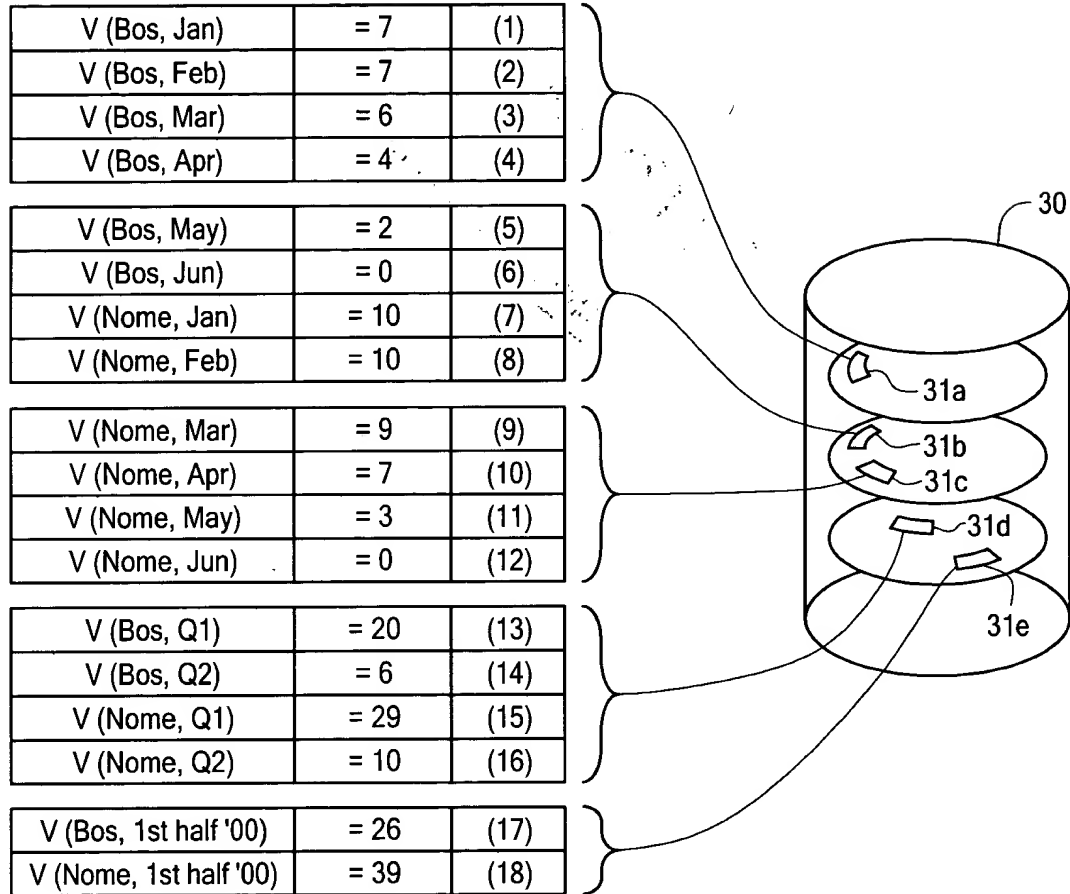 V (Bos, Jan) = 7 (1)
V (Bos, Feb) = 7 (2)
V (Bos, Mar) = 6 (3)
V (Bos, Apr) = 4 (4)
V (Bos, May) = 2 (5)
V (Bos, Jun) = 0 (6)
V (Nome, Jan) = 10 (7)
V (Nome, Feb) = 10 (8)
V (Nome, Mar) = 9 (9)
V (Nome, Apr) = 7 (10)
V (Nome, May) = 3 (11)
V (Nome, Jun) = 0 (12)
V (Bos, Q1) = 20 (13)
V (Bos, Q2) = 6 (14)
V (Nome, Q1) = 29 (15)
V (Nome, Q2) = 10 (16)
V (Bos, 1st half '00) = 26 (17)
V (Nome, 1st half '00) = 39 (18)
30
31a
31b
31c
31d
31e